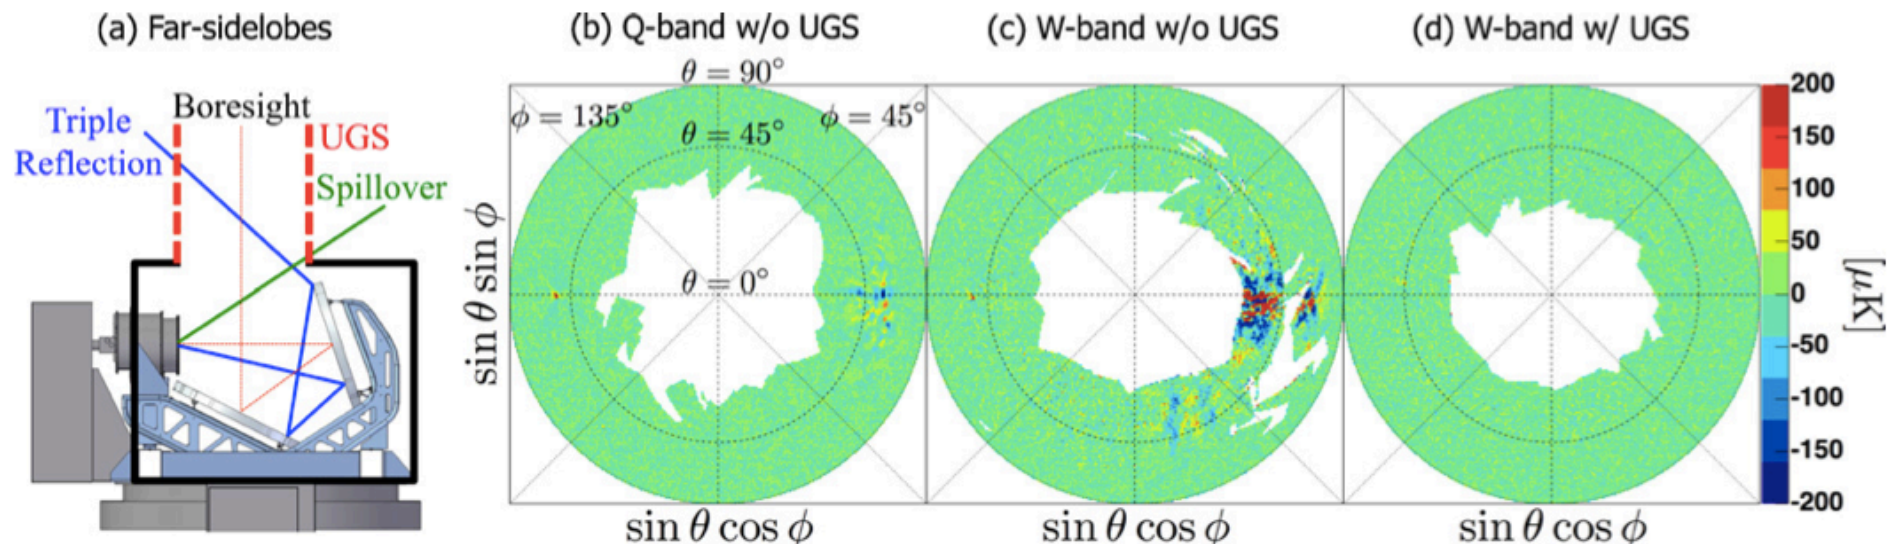 (a) Far-sidelobes
(b) Q-band w/o UGS
(c) W-band w/o UGS
(d) W-band w/ UGS
Boresight
Triple
Reflection
UGS
Spillover
θ = 90°
ϕ = 135°
ϕ = 45°
θ = 45°
θ = 0°
sin θ sin ϕ
sin θ cos ϕ
sin θ cos ϕ
sin θ cos ϕ
200
150
100
50
0
-50
-100
-150
-200
[μK]